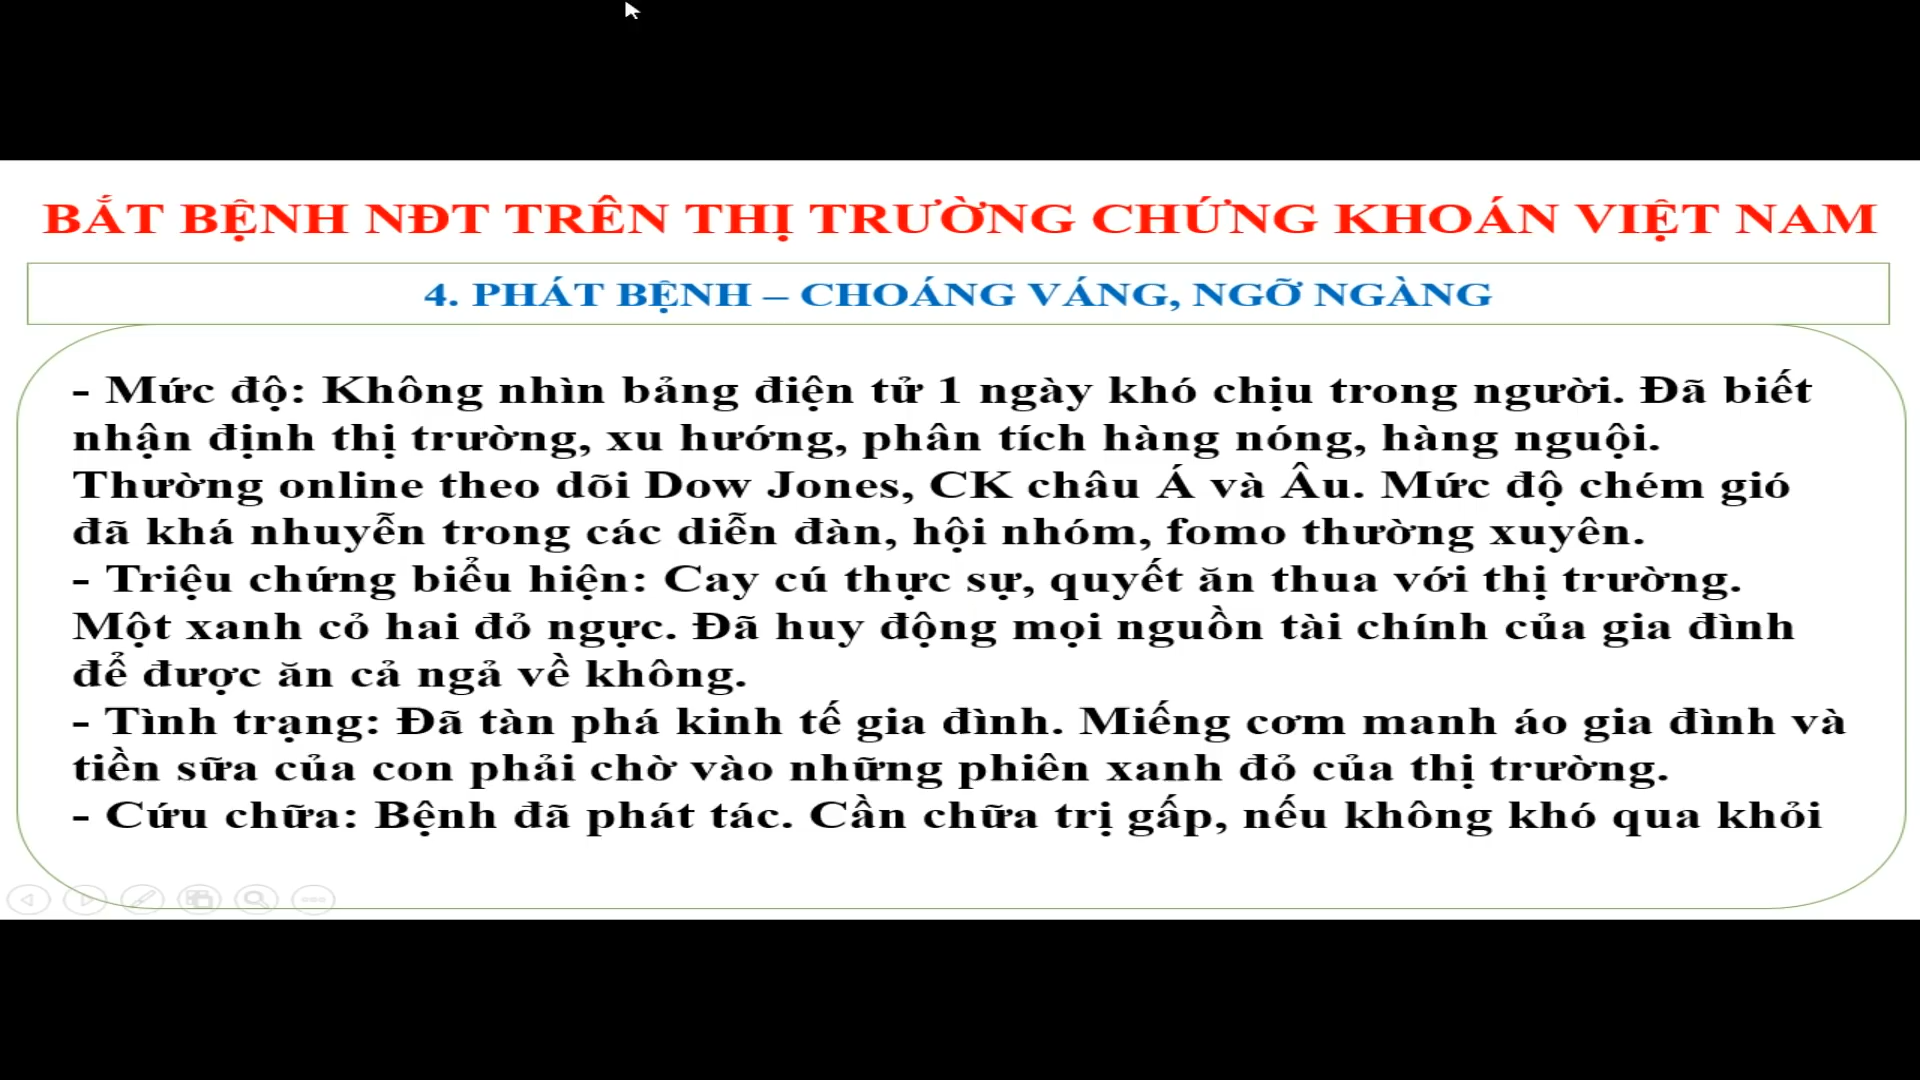 BẮT BỆNH NĐT TRÊN THỊ TRƯỜNG CHỨNG KHOÁN VIỆT NAM
4. PHÁT BỆNH – CHOÁNG VÁNG, NGỠ NGÀNG
- Mức độ: Không nhìn bảng điện tử 1 ngày khó chịu trong người. Đã biết
nhận định thị trường, xu hướng, phân tích hàng nóng, hàng nguội.
Thường online theo dõi Dow Jones, CK châu Á và Âu. Mức độ chém gió
đã khá nhuyễn trong các diễn đàn, hội nhóm, fomo thường xuyên.
- Triệu chứng biểu hiện: Cay cú thực sự, quyết ăn thua với thị trường.
Một xanh cỏ hai đỏ ngực. Đã huy động mọi nguồn tài chính của gia đình
để được ăn cả ngả về không.
- Tình trạng: Đã tàn phá kinh tế gia đình. Miếng cơm manh áo gia đình và
tiền sữa của con phải chờ vào những phiên xanh đỏ của thị trường.
- Cứu chữa: Bệnh đã phát tác. Cần chữa trị gấp, nếu không khó qua khỏi